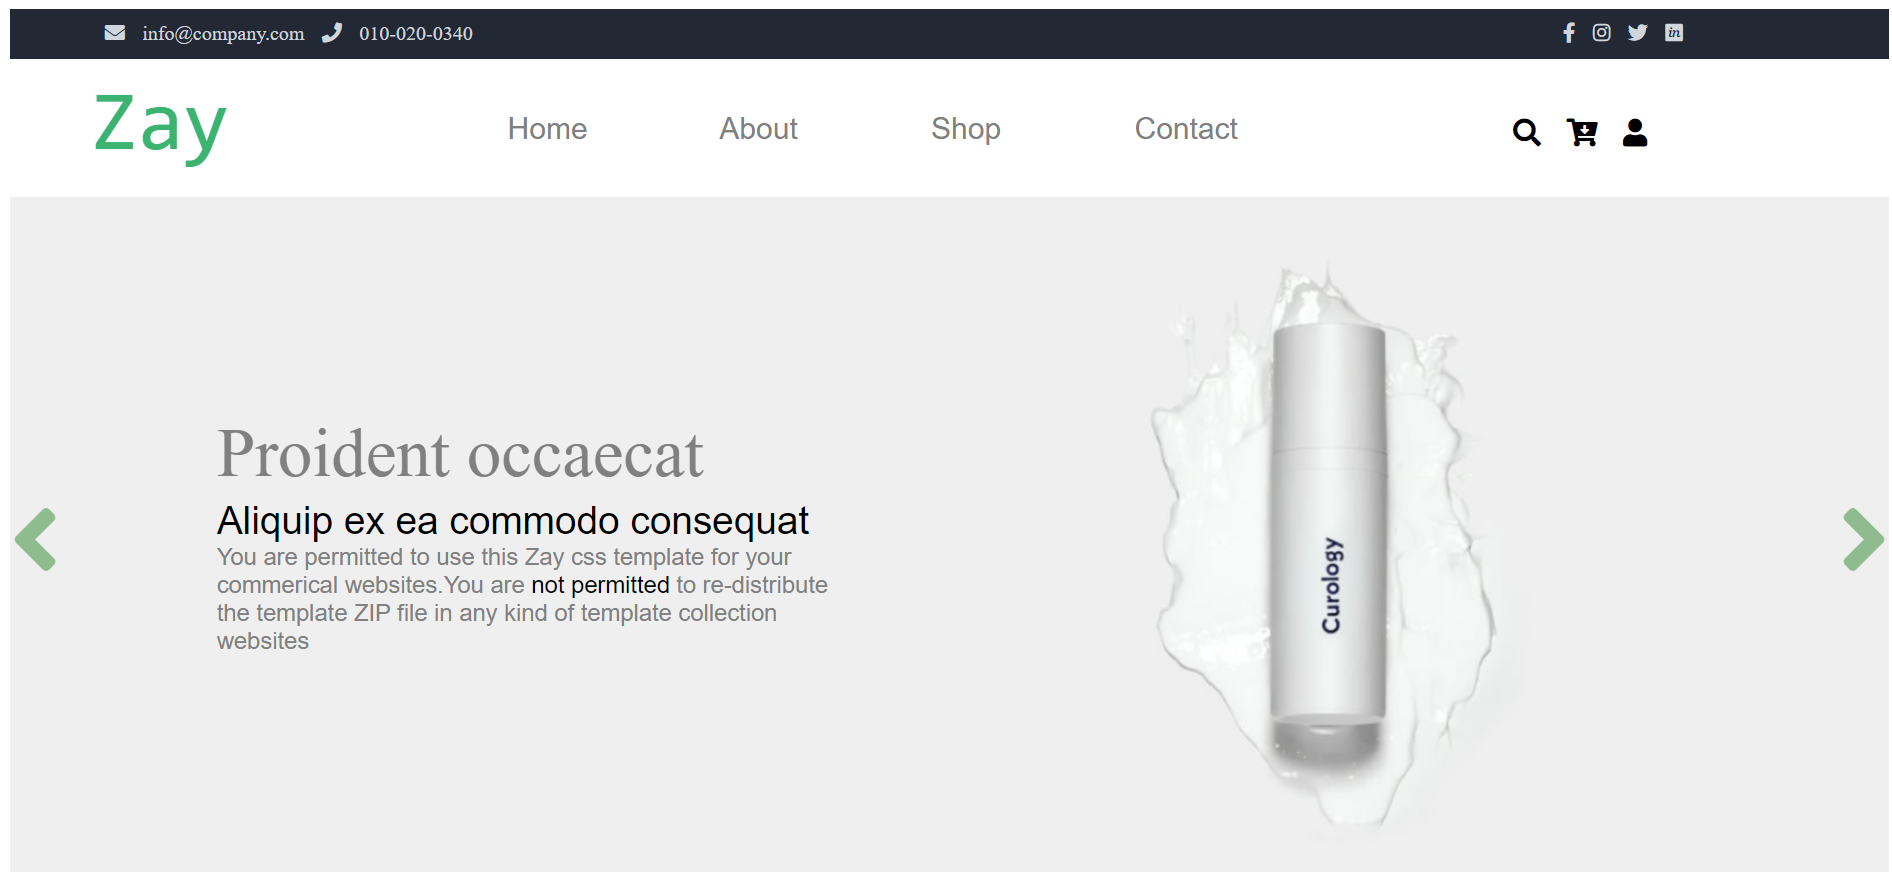 info@company.com 010-020-0340
in
Zay
Home About Shop Contact
Proident occaecat
Aliquip ex ea commodo consequat
You are permitted to use this Zay css template for your
commerical websites.You are not permitted to re-distribute
the template ZIP file in any kind of template collection
websites
Curology